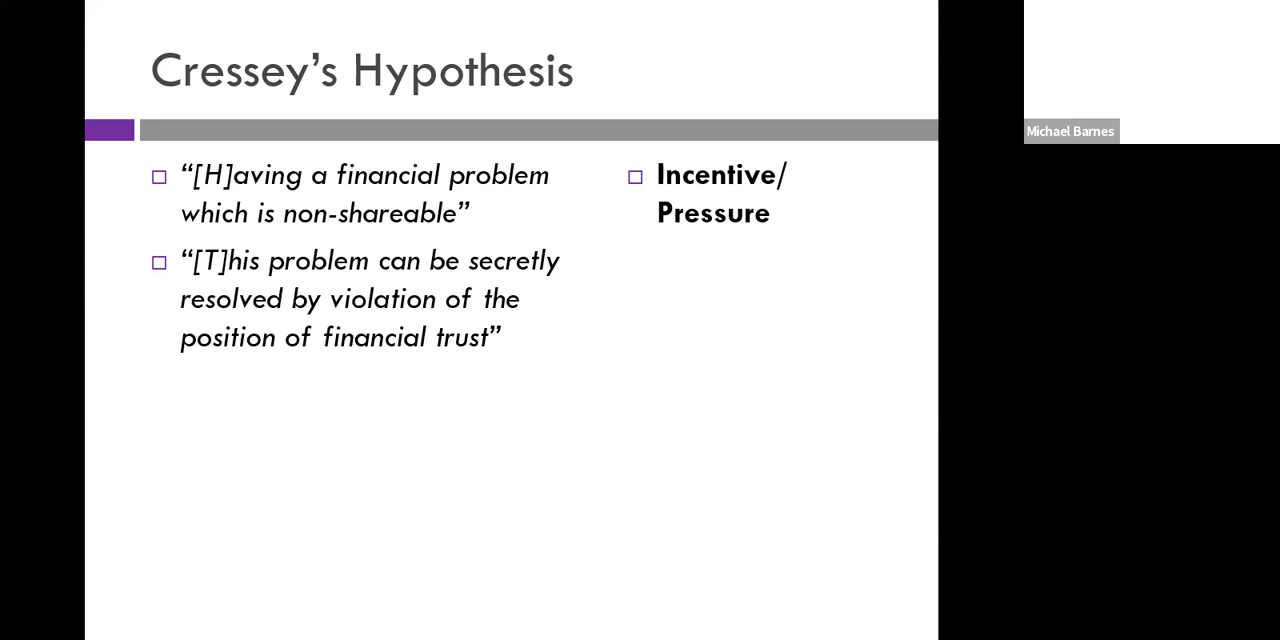 Cressey’s Hypothesis
“[H]aving a financial problem
which is non-shareable”
“[T]his problem can be secretly
resolved by violation of the
position of financial trust”
Incentive/
Pressure
Michael Barnes